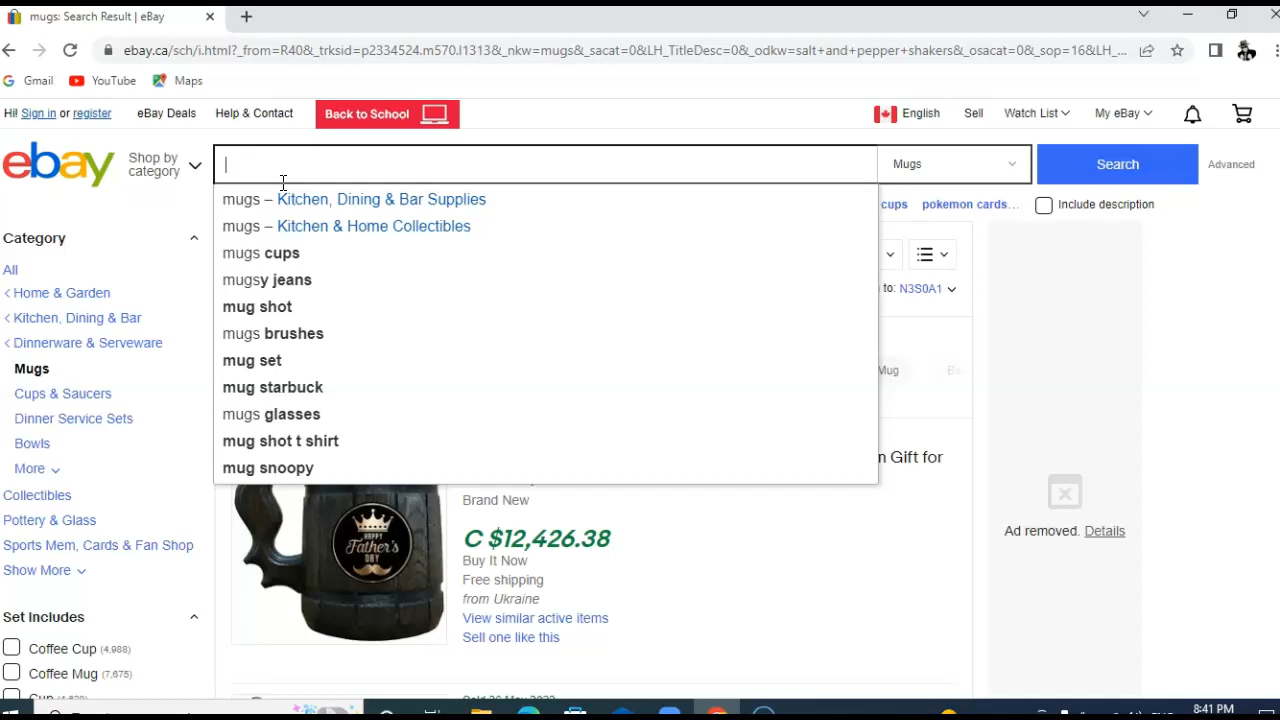 mugs: Search Result | eBay
ebay.ca/sch/i.html?_from=R40&_trksid=p2334524.m570.l1313&_nkw=mugs&_sacat=0&LH_TitleDesc=0&_odkw=salt+and+pepper+shakers&_osacat=0&_sop=16&LH_...
Gmail YouTube Maps
Hi! Sign in or register eBay Deals Help & Contact Back to School English Sell Watch List My eBay
ebay Shop by category Mugs Search Advanced
mugs – Kitchen, Dining & Bar Supplies
cups pokemon cards... Include description
mugs – Kitchen & Home Collectibles
Category
mugs cups
All
mugsy jeans
to: N3S0A1
Home & Garden
mug shot
Kitchen, Dining & Bar
mugs brushes
Dinnerware & Serveware
mug set
Mugs
Mug
mug starbuck
Cups & Saucers
mugs glasses
Dinner Service Sets
mug shot t shirt
Bowls
n Gift for
mug snoopy
More
Collectibles
Brand New
Pottery & Glass
Ad removed. Details
C $12,426.38
HAPPY
Father's
DAY
Sports Mem, Cards & Fan Shop
Buy It Now
Show More
Free shipping
from Ukraine
Set Includes
View similar active items
Sell one like this
Coffee Cup (4,988)
Coffee Mug (7,675)
8:41 PM